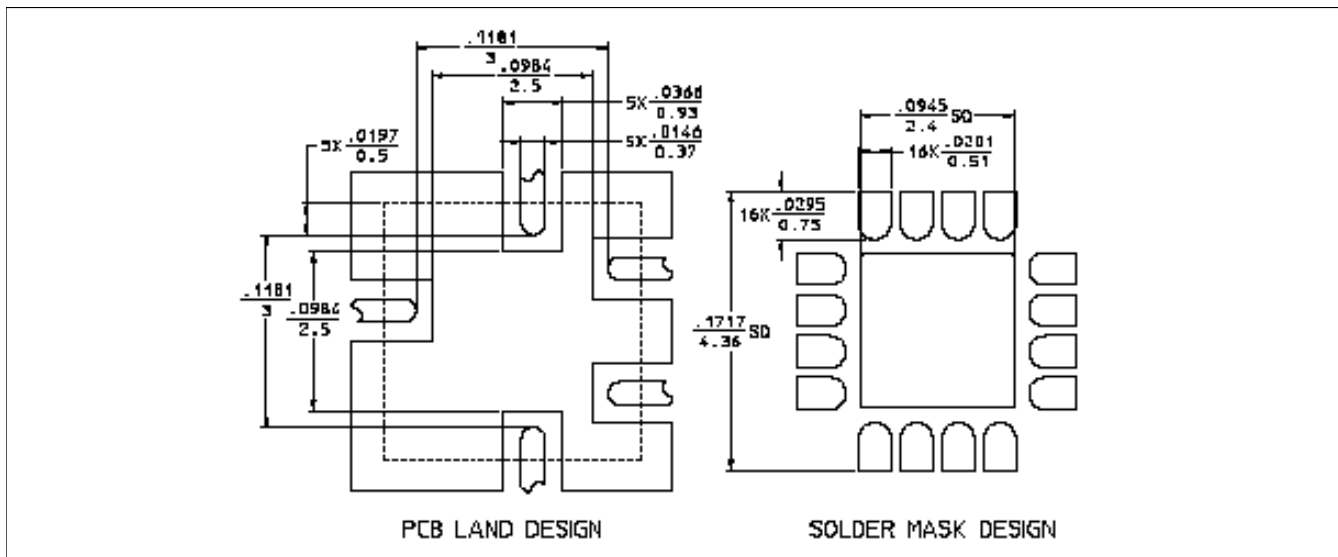 .1181
3
.0984
2.5
5X .0366
0.93
5X .0146
0.37
5X .0197
0.5
.1181
3
.0984
2.5
PCB LAND DESIGN
.0945 SQ
2.4
16X .0201
0.51
16X .0295
0.75
.1717 SQ
4.36
SOLDER MASK DESIGN